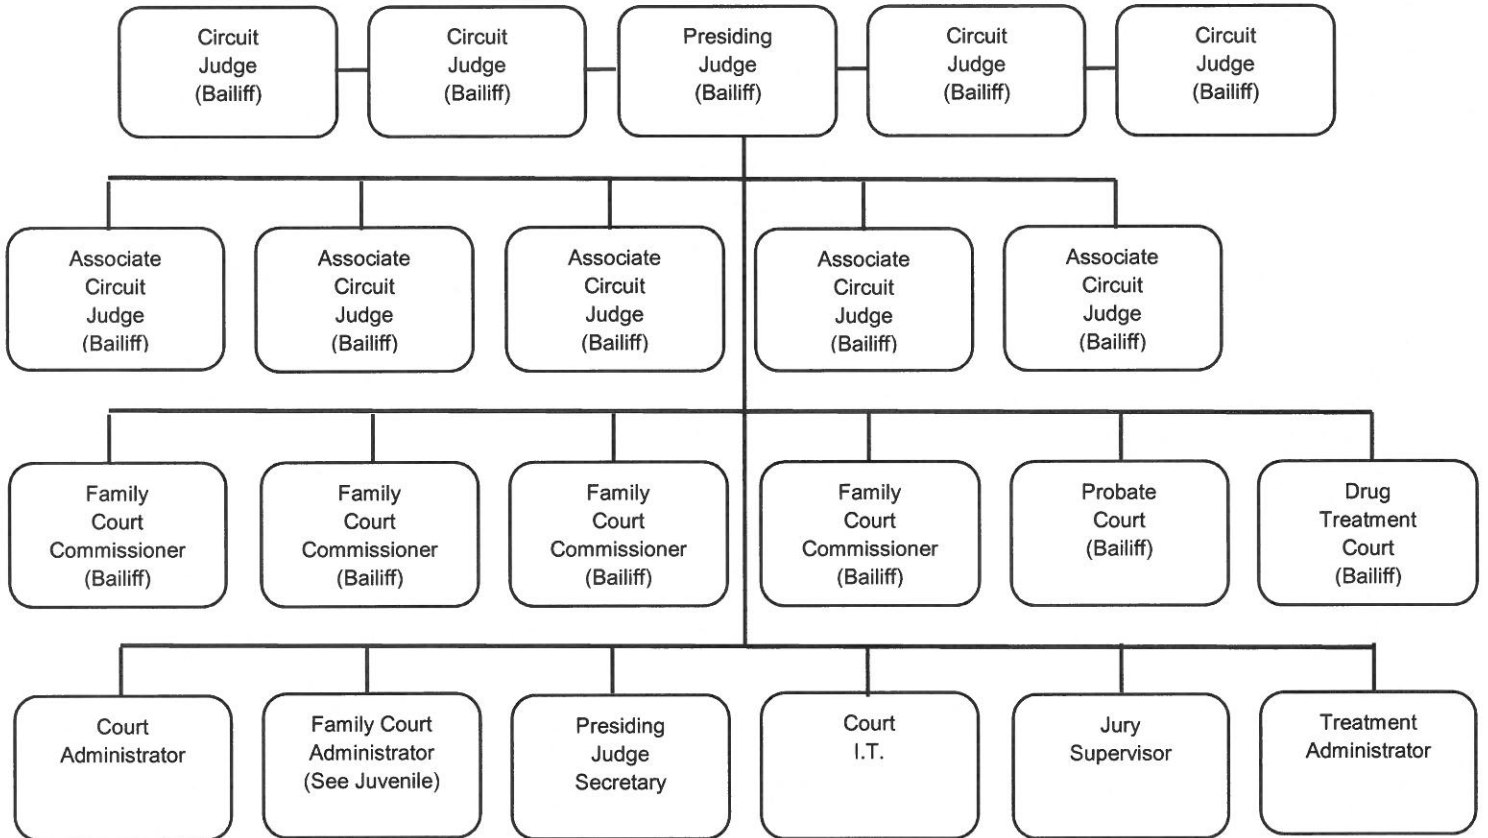 Circuit
Judge
(Bailiff)
Circuit
Judge
(Bailiff)
Presiding
Judge
(Bailiff)
Circuit
Judge
(Bailiff)
Circuit
Judge
(Bailiff)
Associate
Circuit
Judge
(Bailiff)
Associate
Circuit
Judge
(Bailiff)
Associate
Circuit
Judge
(Bailiff)
Associate
Circuit
Judge
(Bailiff)
Associate
Circuit
Judge
(Bailiff)
Family
Court
Commissioner
(Bailiff)
Family
Court
Commissioner
(Bailiff)
Family
Court
Commissioner
(Bailiff)
Family
Court
Commissioner
(Bailiff)
Probate
Court
(Bailiff)
Drug
Treatment
Court
(Bailiff)
Court
Administrator
Family Court
Administrator
(See Juvenile)
Presiding
Judge
Secretary
Court
I.T.
Jury
Supervisor
Treatment
Administrator